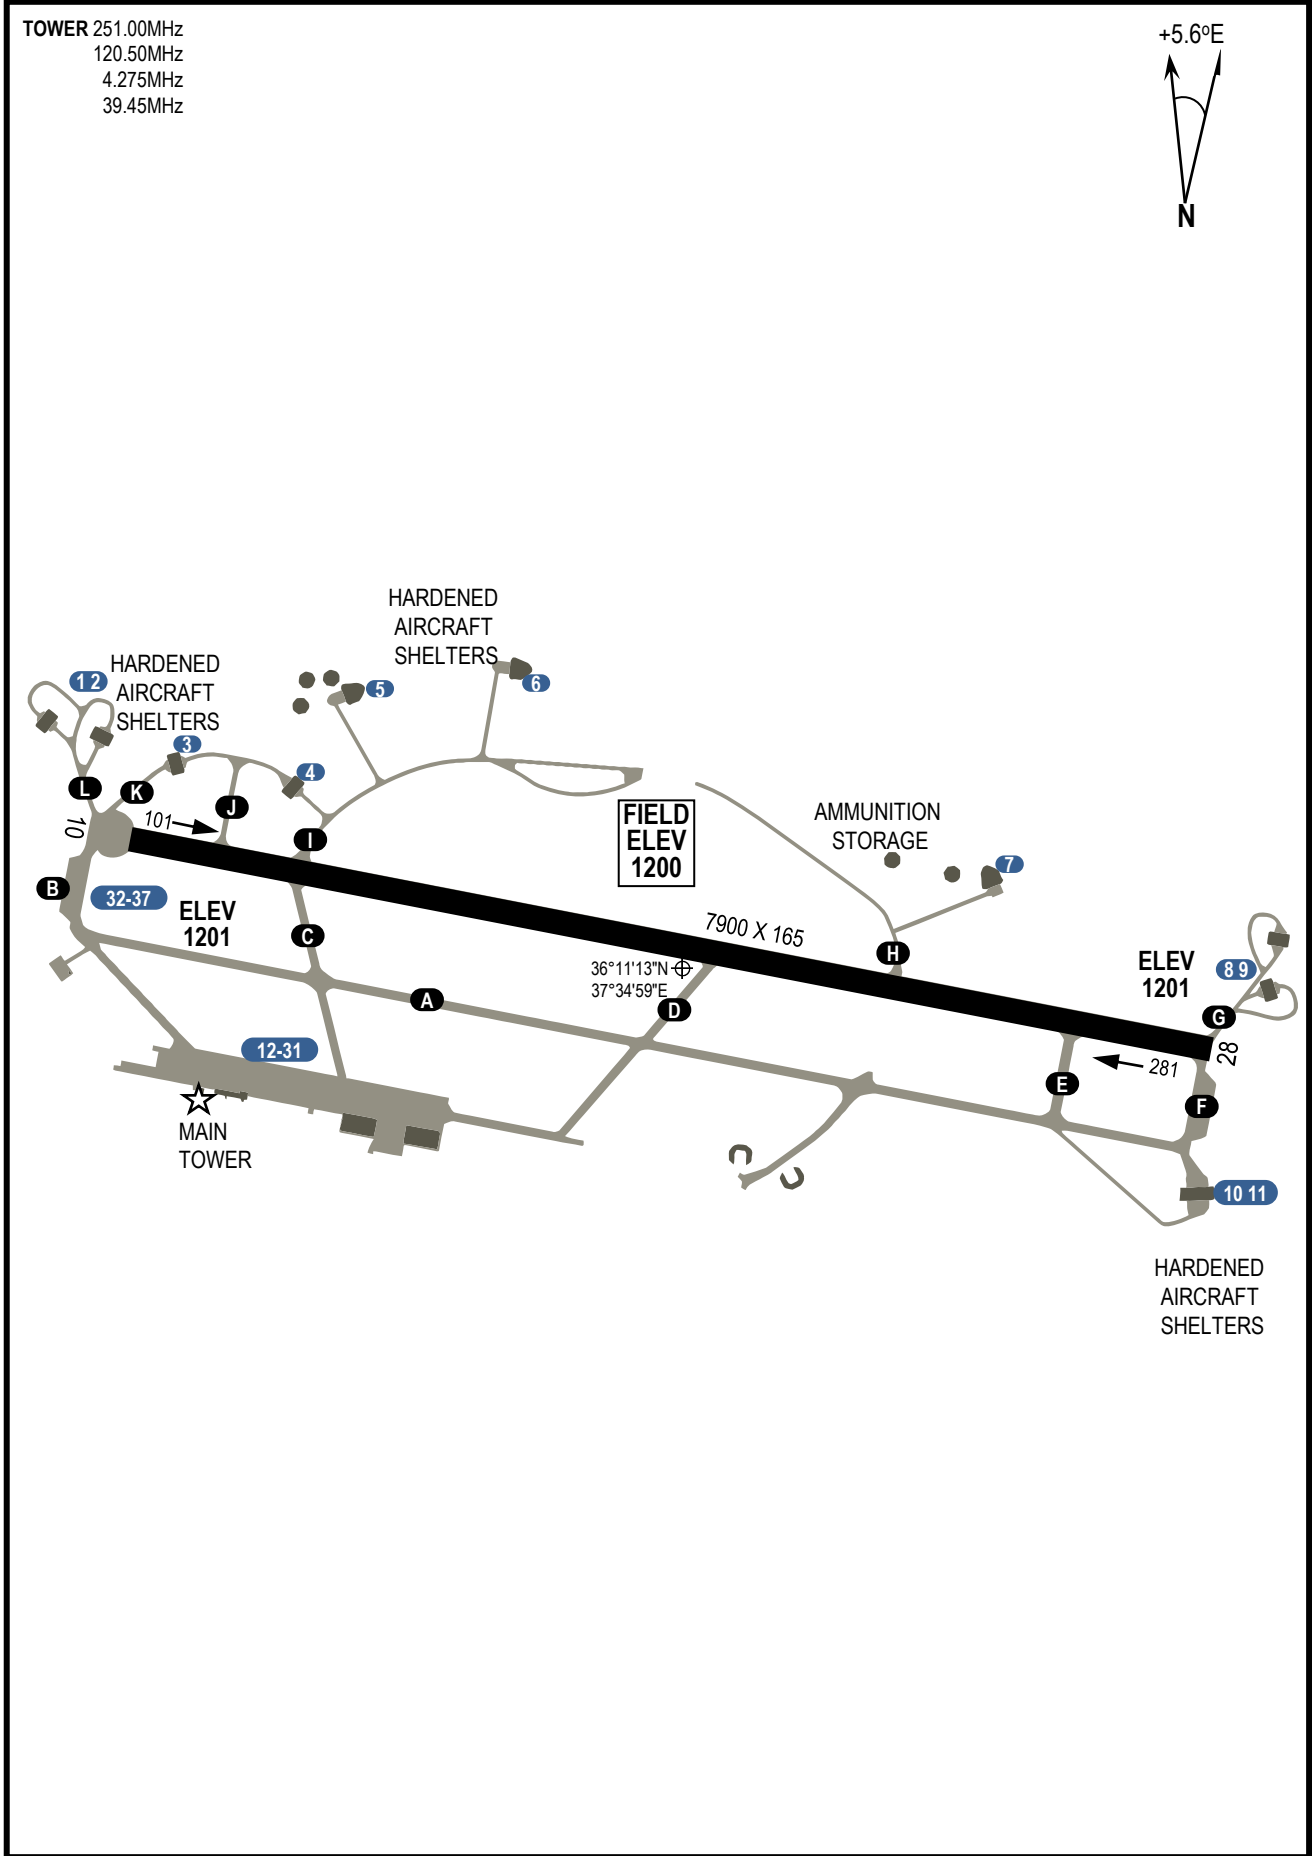 TOWER 251.00MHz
120.50MHz
4.275MHz
39.45MHz
+5.6ºE
N
HARDENED
AIRCRAFT
SHELTERS
HARDENED
AIRCRAFT
SHELTERS
1 2
3
4
5
6
L
K
J
I
10
101
FIELD
ELEV
1200
AMMUNITION
STORAGE
7
B
32-37
ELEV
1201
C
7900 X 165
H
36°11'13"N
37°34'59"E
A
D
ELEV
1201
8 9
G
28
281
12-31
E
F
MAIN
TOWER
10 11
HARDENED
AIRCRAFT
SHELTERS